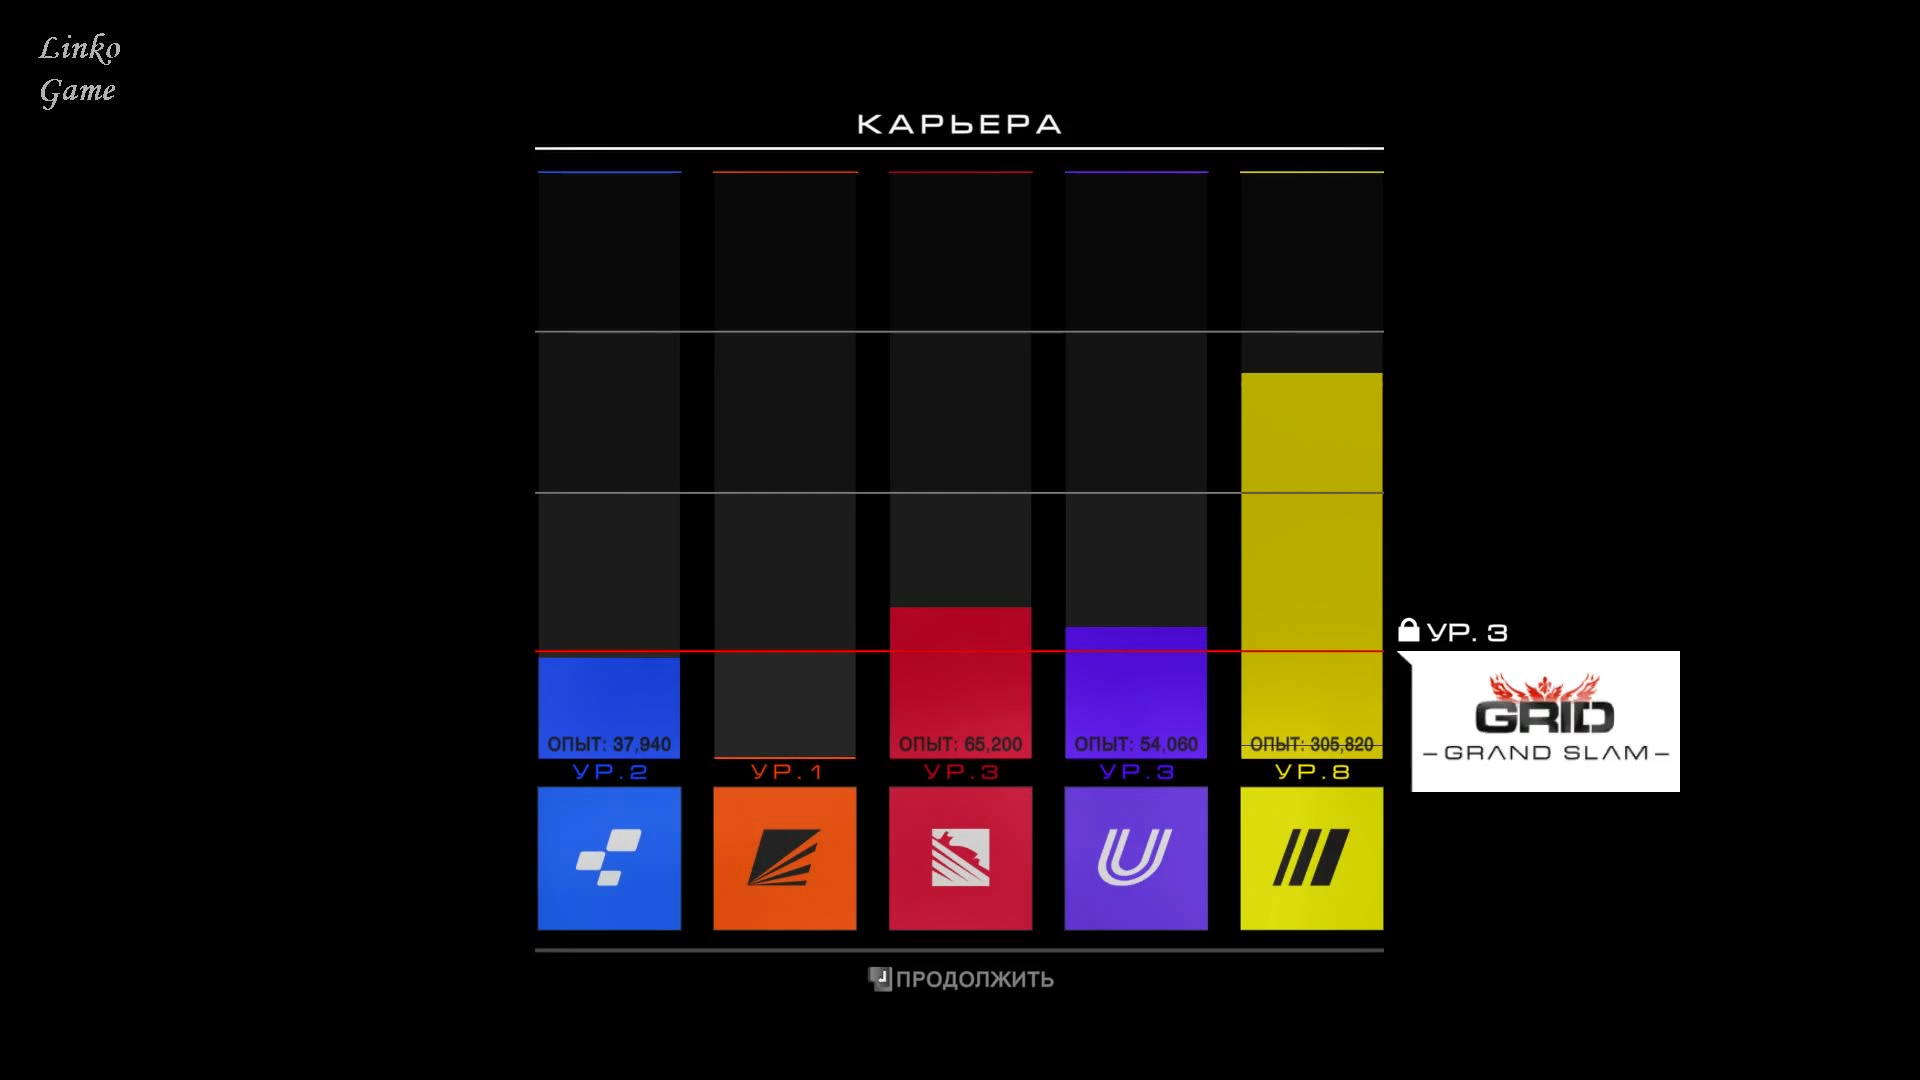 Linko
Game
КАРЬЕРА
УР. 3
GRID
–GRAND SLAM–
ОПЫТ: 37,940
ОПЫТ: 65,200
ОПЫТ: 54,060
ОПЫТ: 305,820
УР.2
УР.1
УР.3
УР.3
УР.8
ПРОДОЛЖИТЬ